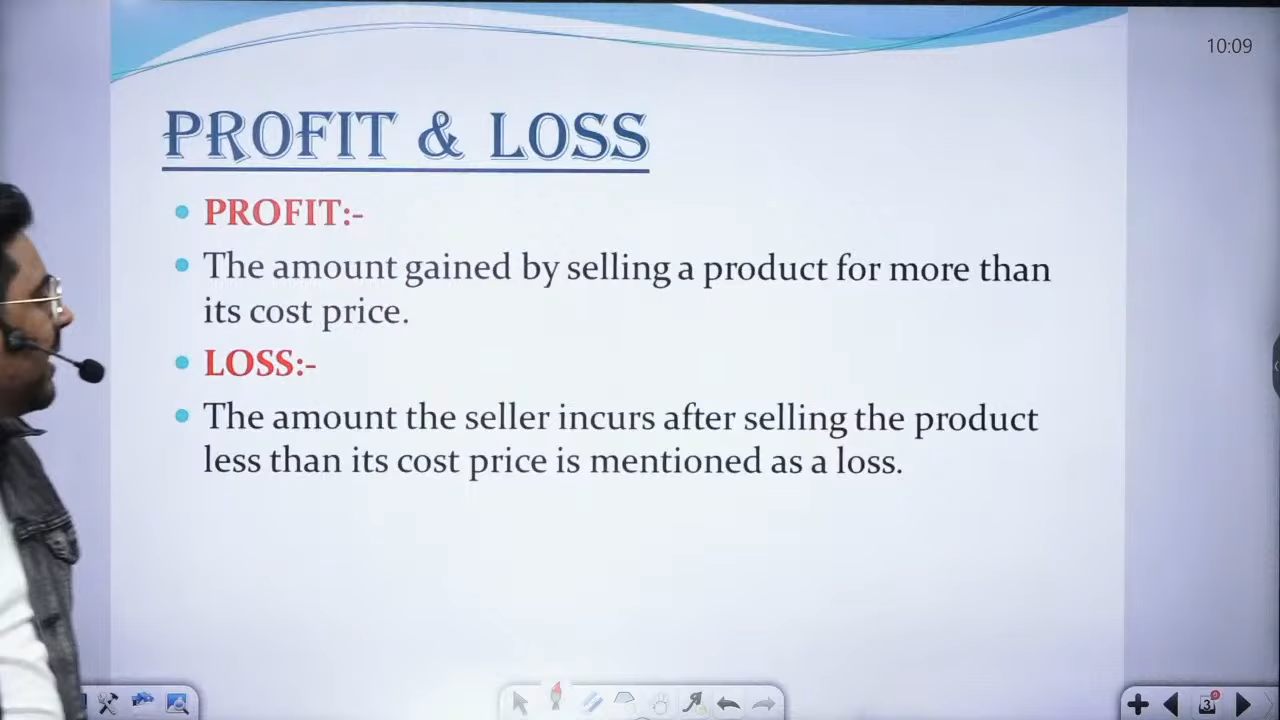 10:09
PROFIT & LOSS
PROFIT:-
The amount gained by selling a product for more than
its cost price.
LOSS:-
The amount the seller incurs after selling the product
less than its cost price is mentioned as a loss.
3